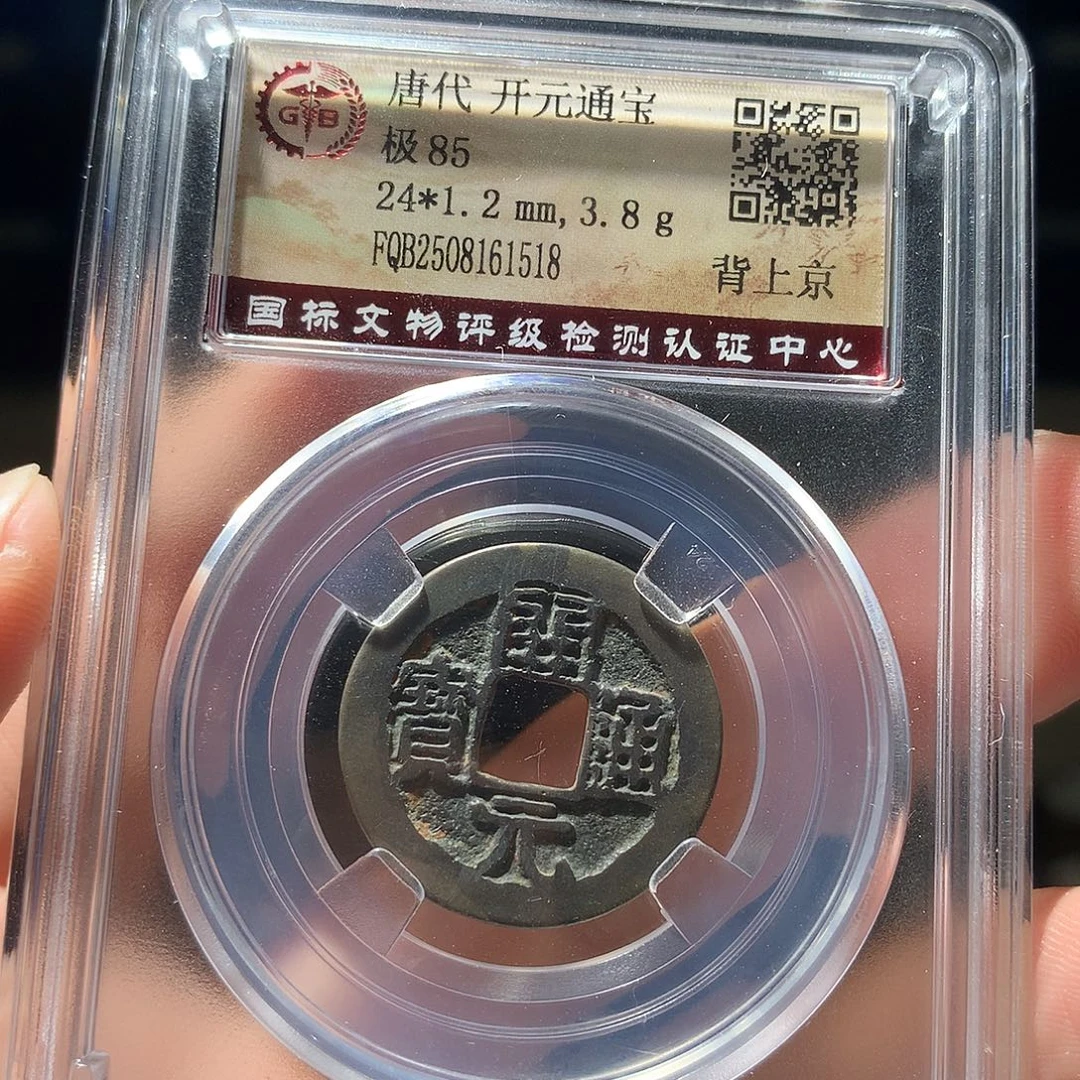 GB
唐代 开元通宝
极85
24*1.2 mm, 3.8 g
FQB2508161518
背上京
国标文物评级检测认证中心
開元通寶